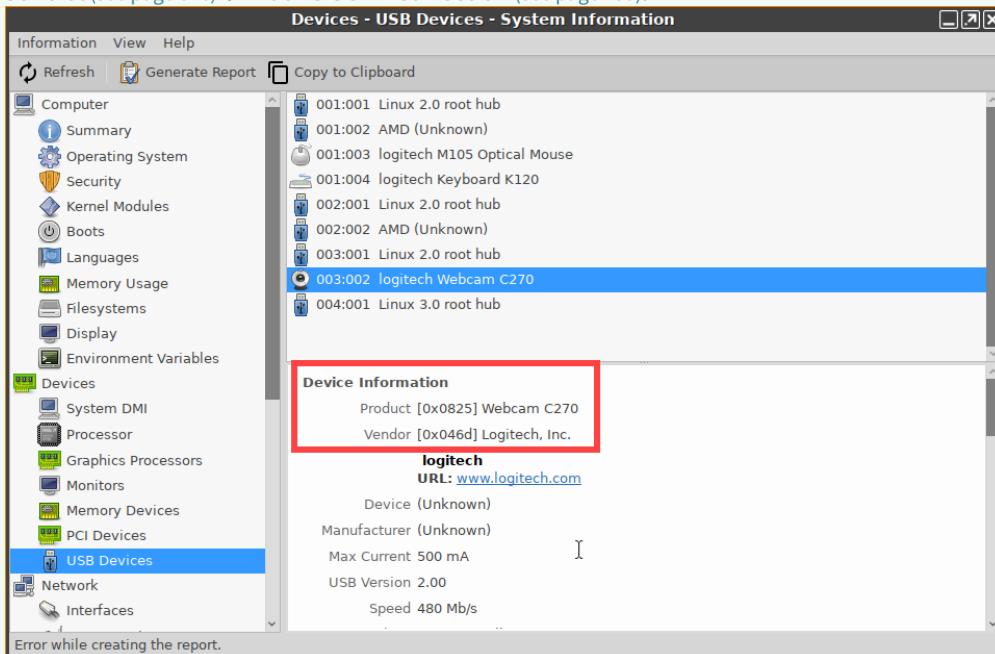 Devices - USB Devices - System Information
Information View Help
Refresh Generate Report Copy to Clipboard
Computer
Summary
Operating System
Security
Kernel Modules
Boots
Languages
Memory Usage
Filesystems
Display
Environment Variables
Devices
System DMI
Processor
Graphics Processors
Monitors
Memory Devices
PCI Devices
USB Devices
Network
Interfaces
001:001 Linux 2.0 root hub
001:002 AMD (Unknown)
001:003 logitech M105 Optical Mouse
001:004 logitech Keyboard K120
002:001 Linux 2.0 root hub
002:002 AMD (Unknown)
003:001 Linux 2.0 root hub
003:002 logitech Webcam C270
004:001 Linux 3.0 root hub
Device Information
Product [0x0825] Webcam C270
Vendor [0x046d] Logitech, Inc.
logitech
URL: www.logitech.com
Device (Unknown)
Manufacturer (Unknown)
Max Current 500 mA
USB Version 2.00
Speed 480 Mb/s
Error while creating the report.